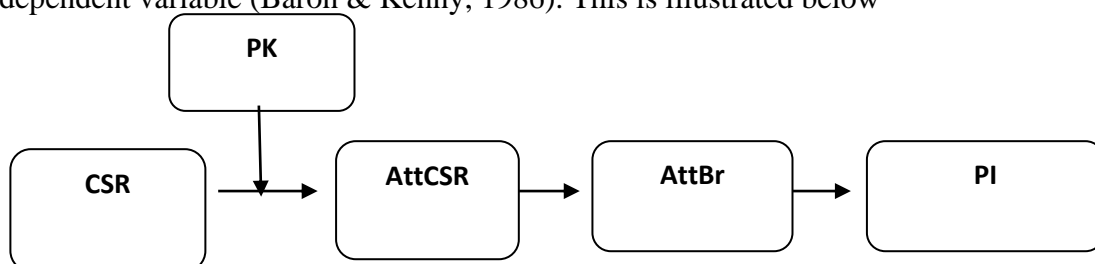 dependent variable (Baron & Kenny, 1986). This is illustrated below
PK
CSR
AttCSR
AttBr
PI